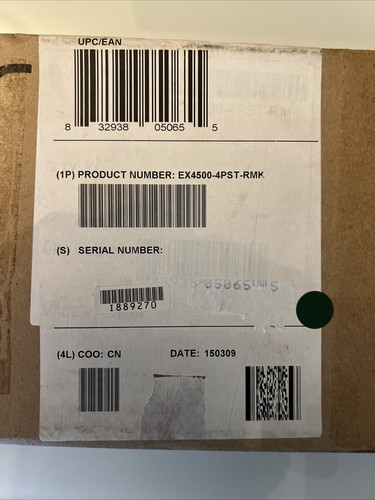 UPC/EAN
8 32938 05065 5
(1P) PRODUCT NUMBER: EX4500-4PST-RMK
(S) SERIAL NUMBER:
1889270
(4L) COO: CN DATE: 150309